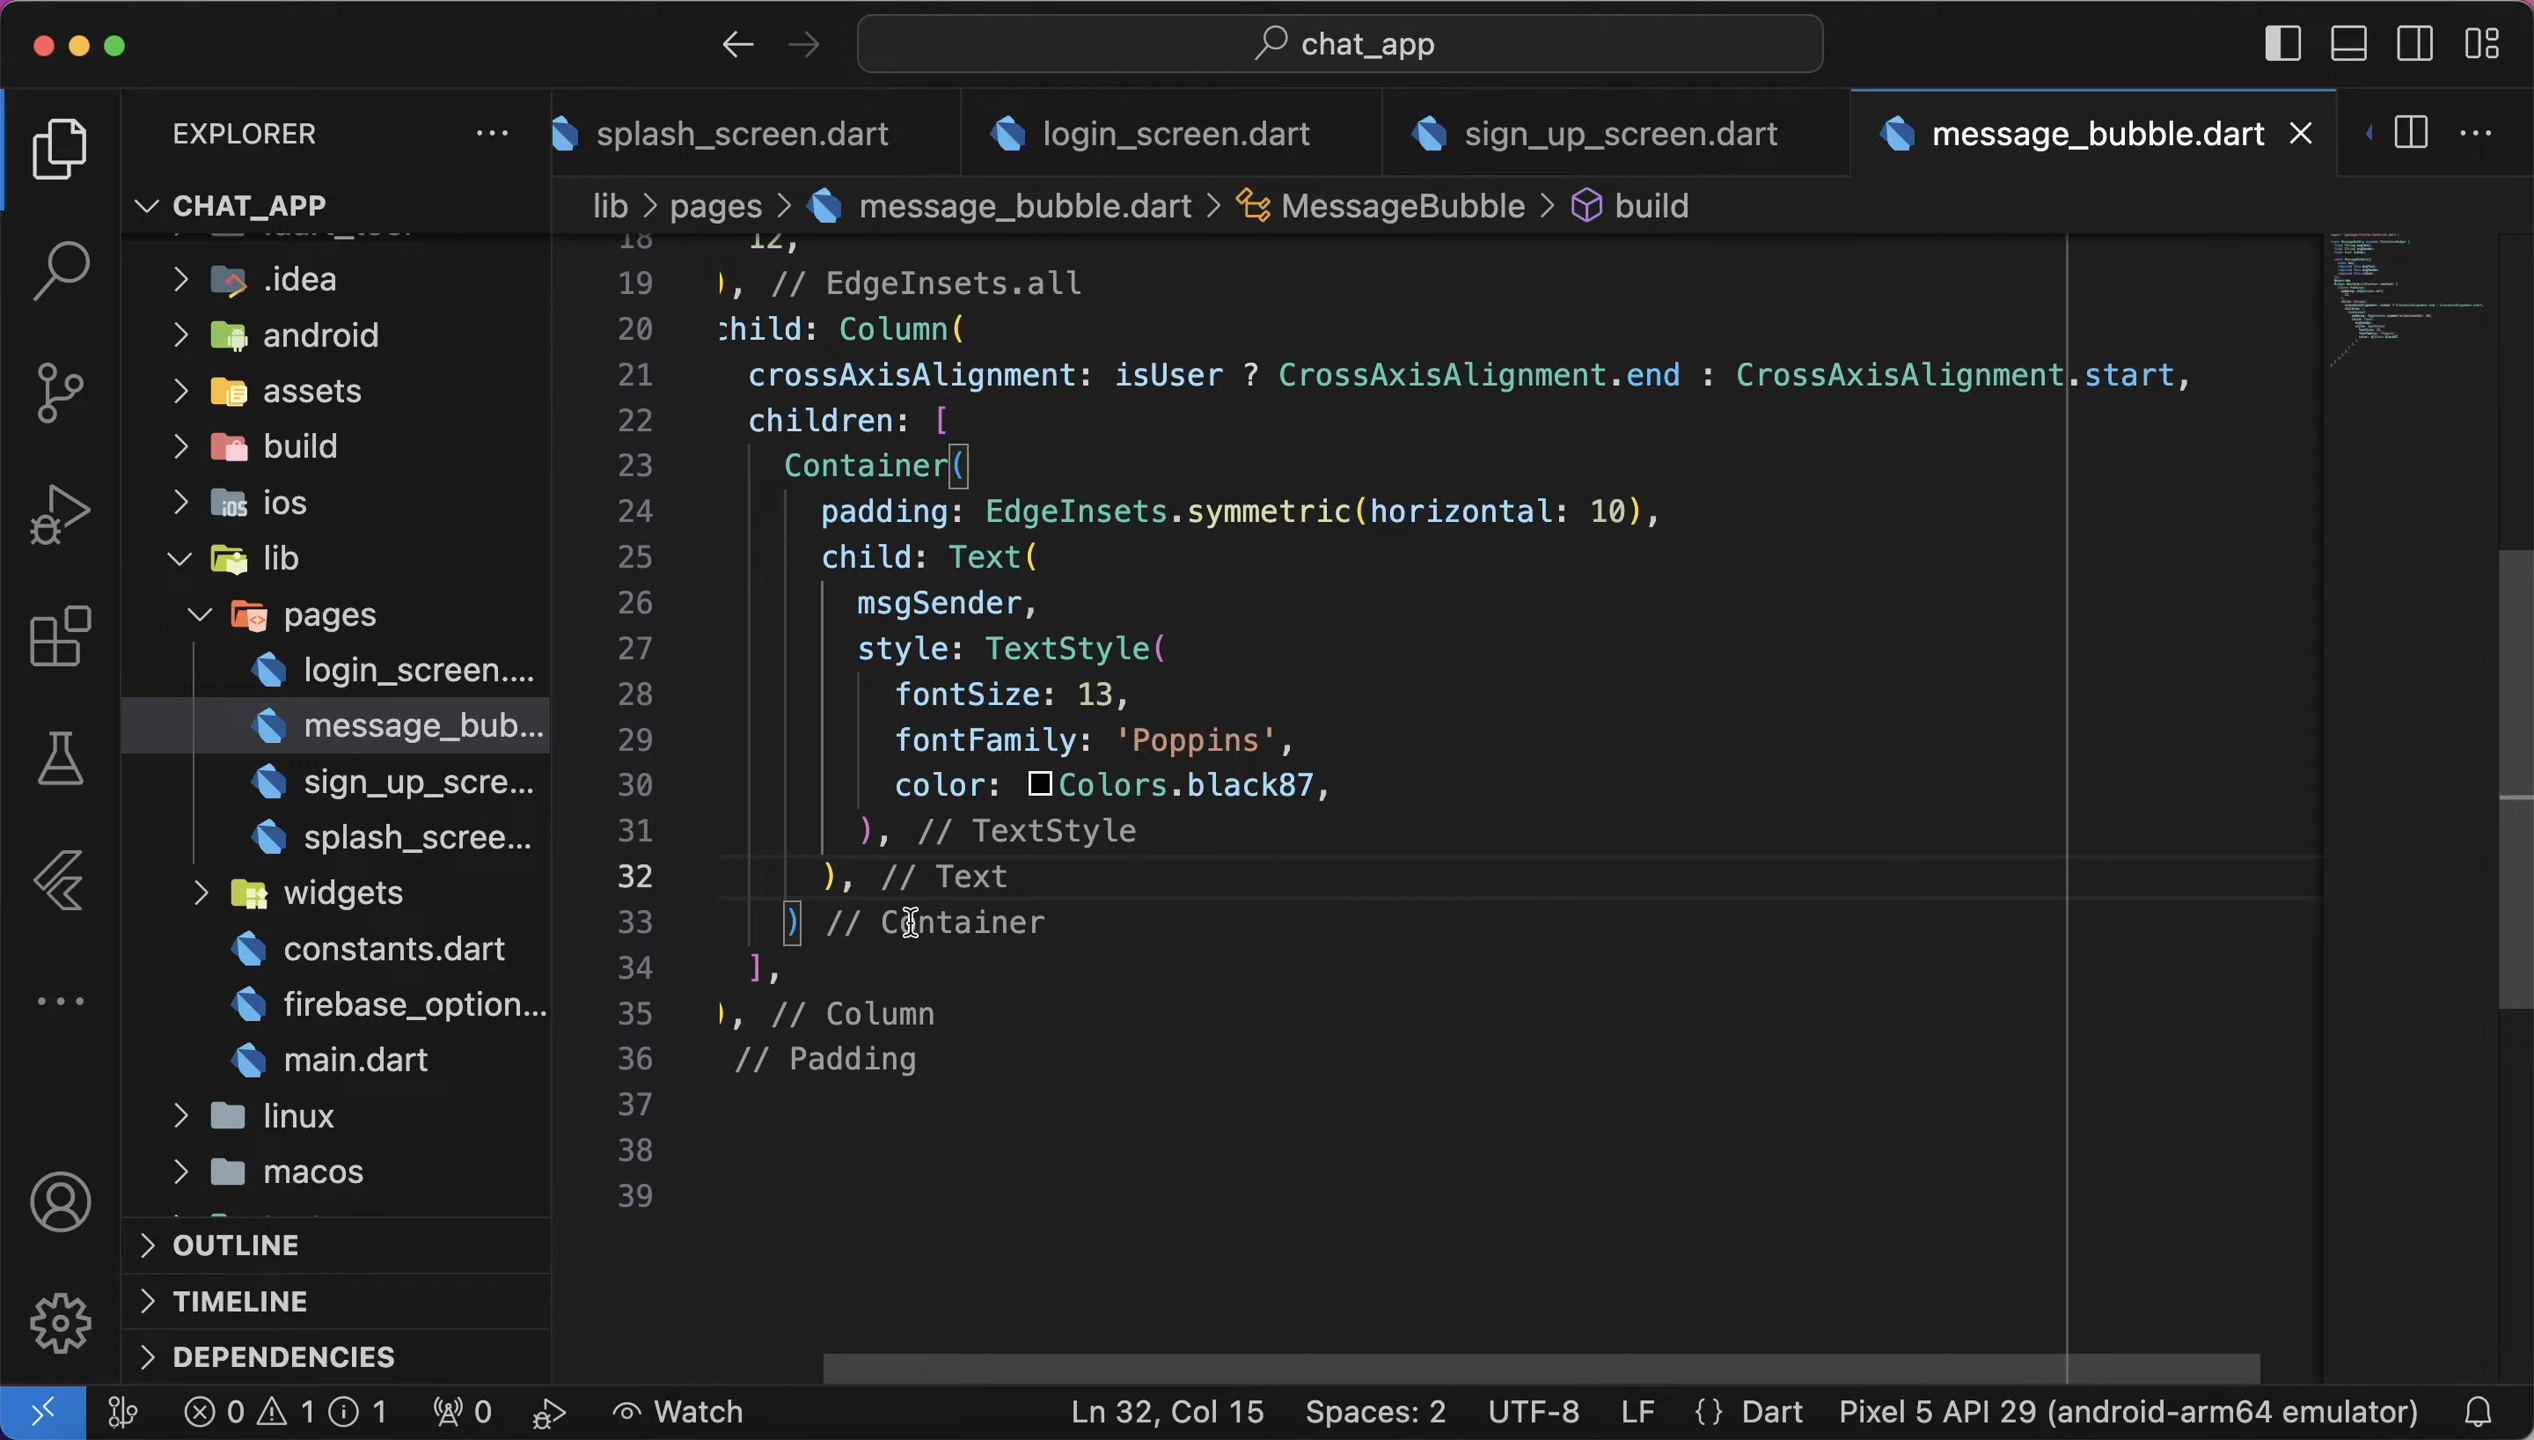 chat_app
EXPLORER
CHAT_APP
.idea
android
assets
build
ios
lib
pages
login_screen....
message_bub...
sign_up_scre...
splash_scree...
widgets
constants.dart
firebase_option...
main.dart
linux
macos
OUTLINE
TIMELINE
DEPENDENCIES
splash_screen.dart
login_screen.dart
sign_up_screen.dart
message_bubble.dart
lib > pages > message_bubble.dart > MessageBubble > build
18 12,
19 ), // EdgeInsets.all
20 child: Column(
21 crossAxisAlignment: isUser ? CrossAxisAlignment.end : CrossAxisAlignment.start,
22 children: [
23 Container(
24 padding: EdgeInsets.symmetric(horizontal: 10),
25 child: Text(
26 msgSender,
27 style: TextStyle(
28 fontSize: 13,
29 fontFamily: 'Poppins',
30 color: Colors.black87,
31 ), // TextStyle
32 ), // Text
33 ) // Container
34 ],
35 ), // Column
36 // Padding
37
38
39
0 1 1 0 Watch Ln 32, Col 15 Spaces: 2 UTF-8 LF {} Dart Pixel 5 API 29 (android-arm64 emulator)